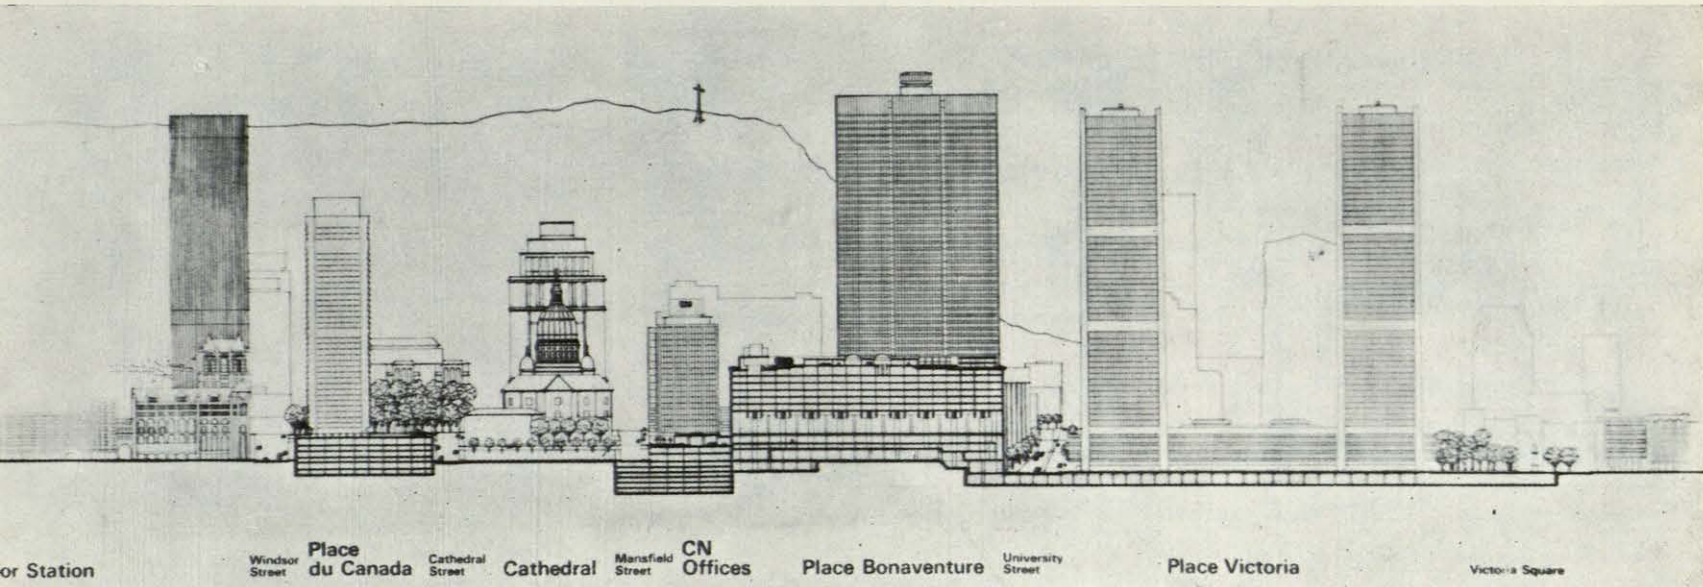 or Station
Windsor
Street
Place
du Canada
Cathedral
Street
Cathedral
Mansfield
Street
CN
Offices
Place Bonaventure
University
Street
Place Victoria
Victoria Square